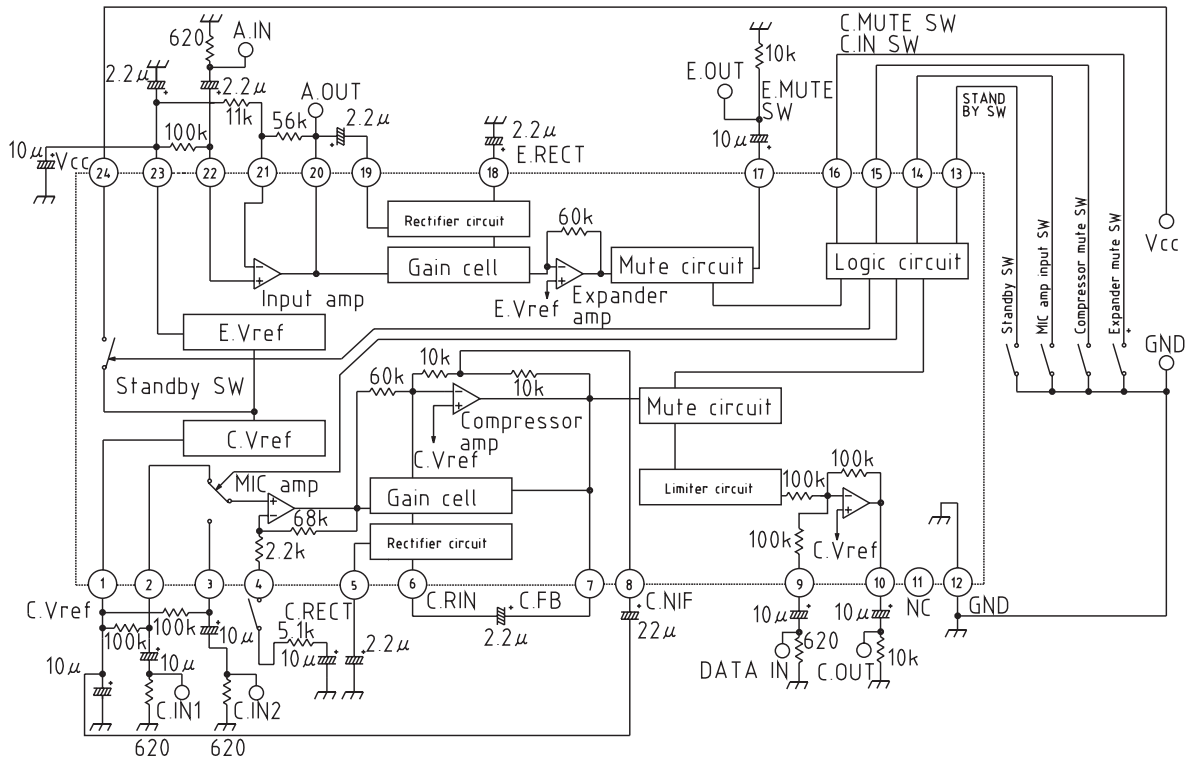 620
A.IN
C.MUTE SW
C.IN SW
10k
2.2μ
2.2μ
E.OUT
A.OUT
E.MUTE
SW
STAND
BY SW
11k
56k
2.2μ
100k
10μ
2.2μ
10μ
Vcc
E.RECT
24
23
22
21
20
19
18
17
16
15
14
13
Rectifier circuit
60k
Vcc
Gain cell
Mute circuit
Logic circuit
Input amp
E.Vref
Expander
amp
Standby SW
MIC amp input SW
Compressor mute SW
Expander mute SW
E.Vref
GND
Standby SW
10k
60k
10k
Mute circuit
Compressor
amp
C.Vref
C.Vref
MIC amp
100k
100k
Gain cell
Limiter circuit
68k
Rectifier circuit
2.2k
100k
C.Vref
1
2
3
4
5
6
7
8
9
10
11
12
C.Vref
C.RECT
C.RIN
C.FB
C.NIF
NC
GND
100k
100k
10μ
5.1k
2.2μ
2.2μ
22μ
10μ
10μ
620
10μ
10μ
10μ
DATA IN
C.OUT
10k
C.IN1
C.IN2
620
620